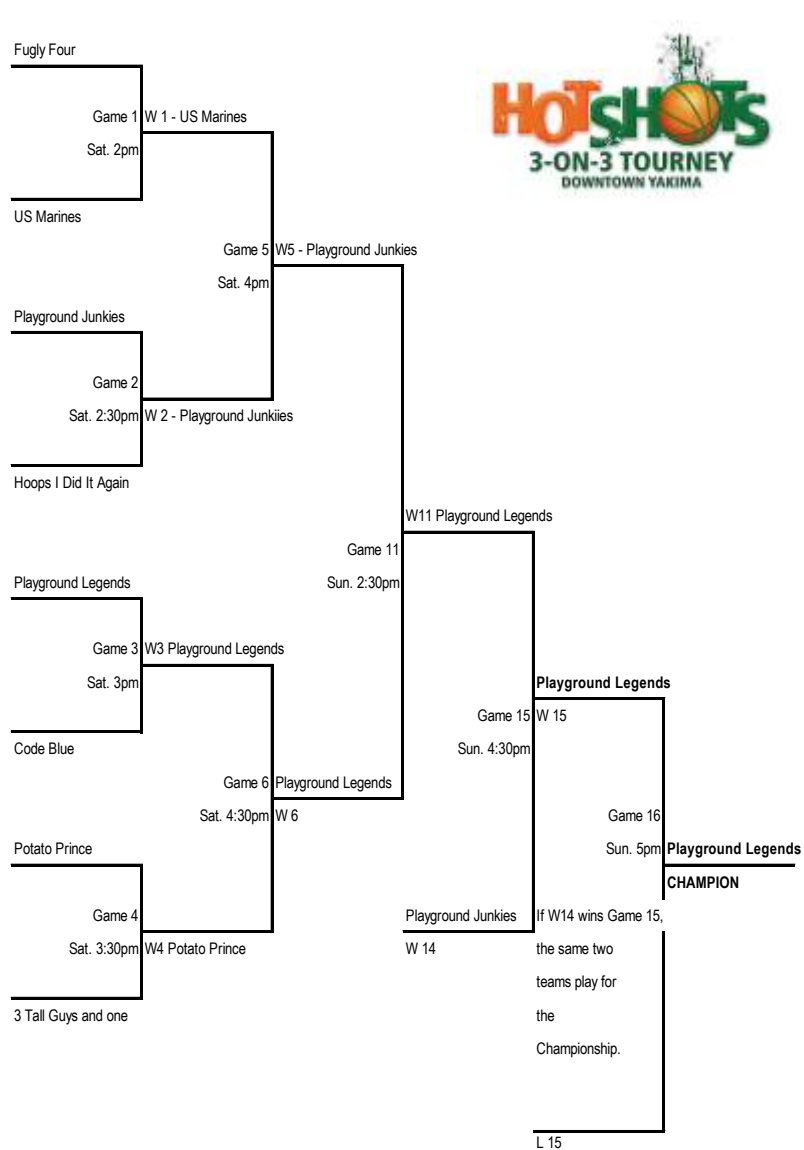 Fugly Four
HOTSHOTS
3-ON-3 TOURNEY
DOWNTOWN YAKIMA
Game 1 W 1 - US Marines
Sat. 2pm
US Marines
Game 5 W5 - Playground Junkies
Sat. 4pm
Playground Junkies
Game 2
Sat. 2:30pm W 2 - Playground Junkiies
Hoops I Did It Again
W11 Playground Legends
Game 11
Sun. 2:30pm
Playground Legends
Game 3 W3 Playground Legends
Sat. 3pm
Playground Legends
Game 15 W 15
Sun. 4:30pm
Code Blue
Game 6 Playground Legends
Sat. 4:30pm W 6
Game 16
Sun. 5pm Playground Legends
CHAMPION
Potato Prince
Game 4
Sat. 3:30pm W4 Potato Prince
3 Tall Guys and one
Playground Junkies
W 14
If W14 wins Game 15,
the same two
teams play for
the
Championship.
L 15